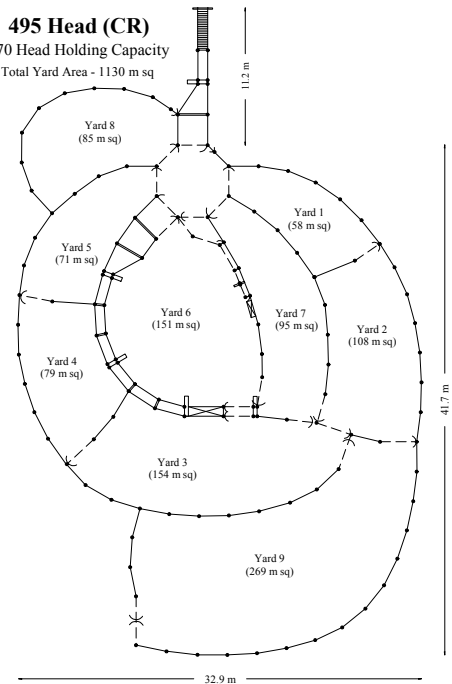 495 Head (CR)
70 Head Holding Capacity
Total Yard Area - 1130 m sq
11.2 m
Yard 8
(85 m sq)
Yard 1
(58 m sq)
Yard 5
(71 m sq)
Yard 6
(151 m sq)
Yard 7
(95 m sq)
Yard 2
(108 m sq)
Yard 4
(79 m sq)
41.7 m
Yard 3
(154 m sq)
Yard 9
(269 m sq)
32.9 m